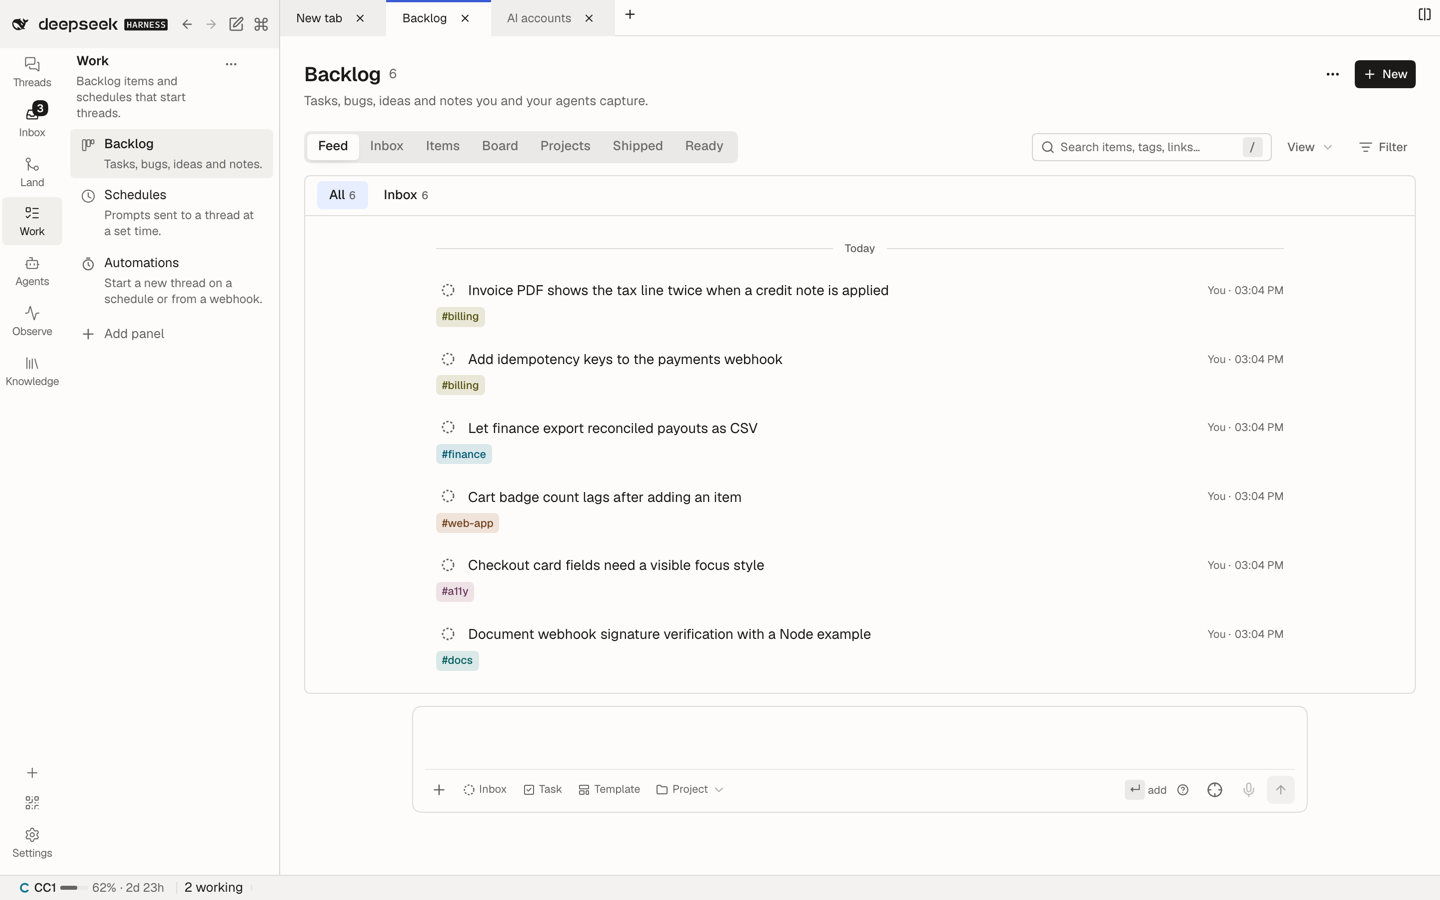 deepseek HARNESS
New tab
Backlog
AI accounts
Threads
3
Inbox
Land
Work
Agents
Observe
Knowledge
Settings
Work
Backlog items and
schedules that start
threads.
Backlog
Tasks, bugs, ideas and notes.
Schedules
Prompts sent to a thread at
a set time.
Automations
Start a new thread on a
schedule or from a webhook.
Add panel
Backlog 6
New
Tasks, bugs, ideas and notes you and your agents capture.
Feed
Inbox
Items
Board
Projects
Shipped
Ready
Search items, tags, links...
/
View
Filter
All 6
Inbox 6
Today
Invoice PDF shows the tax line twice when a credit note is applied
You · 03:04 PM
#billing
Add idempotency keys to the payments webhook
You · 03:04 PM
#billing
Let finance export reconciled payouts as CSV
You · 03:04 PM
#finance
Cart badge count lags after adding an item
You · 03:04 PM
#web-app
Checkout card fields need a visible focus style
You · 03:04 PM
#a11y
Document webhook signature verification with a Node example
You · 03:04 PM
#docs
Inbox
Task
Template
Project
add
CC1
62% · 2d 23h
2 working